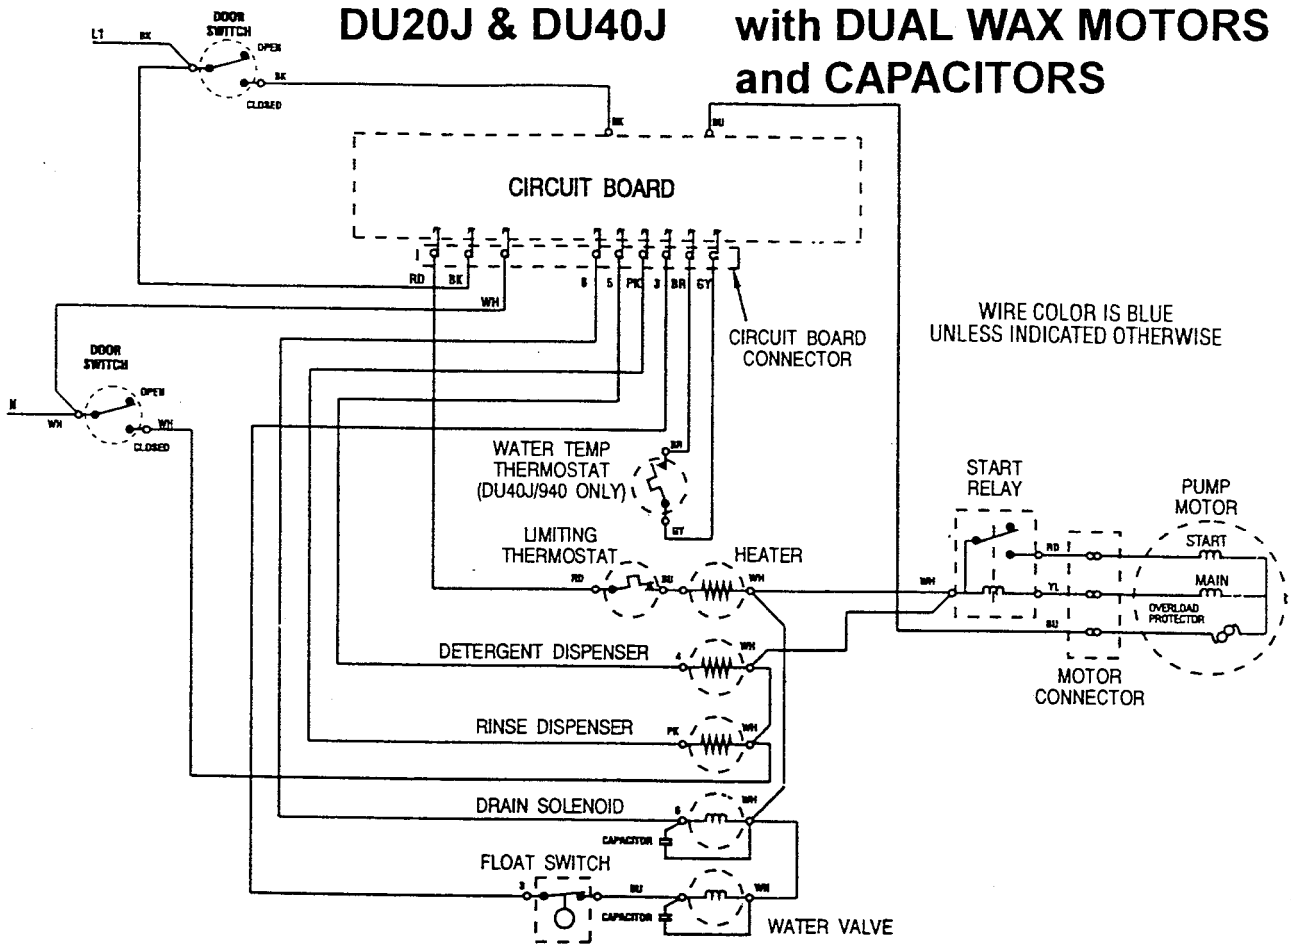 DU20J & DU40J with DUAL WAX MOTORS
and CAPACITORS
DOOR
SWITCH
L1
BK
OPEN
BK
CLOSED
BK
BU
CIRCUIT BOARD
RD
BK
WH
6
5
PK
3
BR
GY
CIRCUIT BOARD
CONNECTOR
WIRE COLOR IS BLUE
UNLESS INDICATED OTHERWISE
DOOR
SWITCH
OPEN
N
WH
WH
CLOSED
WATER TEMP
THERMOSTAT
(DU40J/940 ONLY)
BR
GY
LIMITING
THERMOSTAT
HEATER
RD
BU
WH
START
RELAY
PUMP
MOTOR
START
RD
WH
YL
MAIN
OVERLOAD
PROTECTOR
BU
MOTOR
CONNECTOR
DETERGENT DISPENSER
4
WH
RINSE DISPENSER
PK
WH
DRAIN SOLENOID
6
WH
CAPACITOR
FLOAT SWITCH
3
BU
WH
CAPACITOR
WATER VALVE